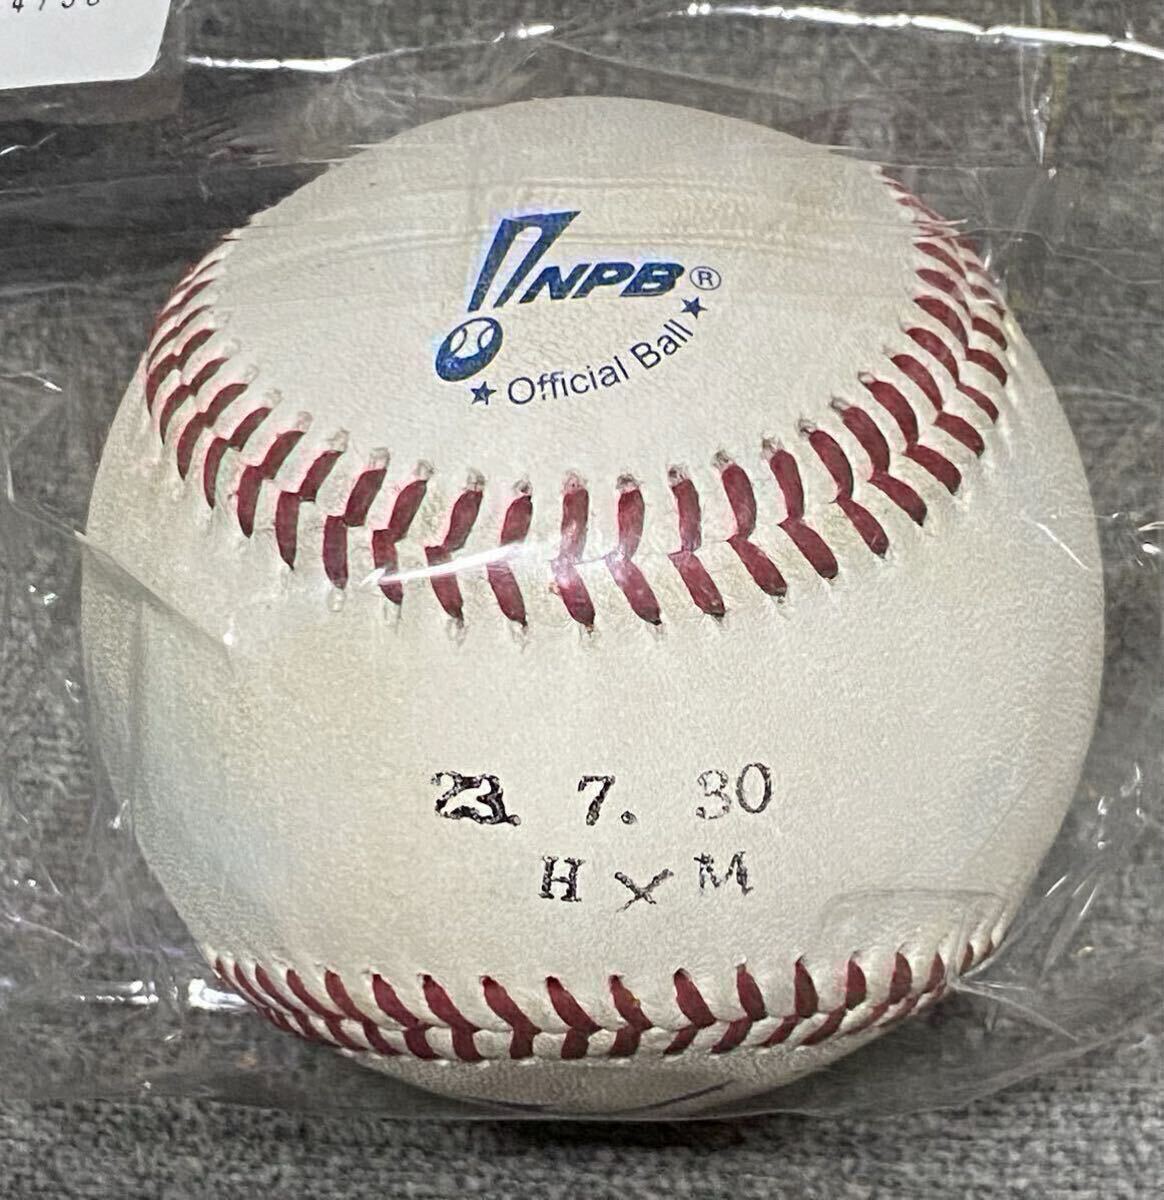 NPB®
★ Official Ball ★
23. 7. 30
H × M